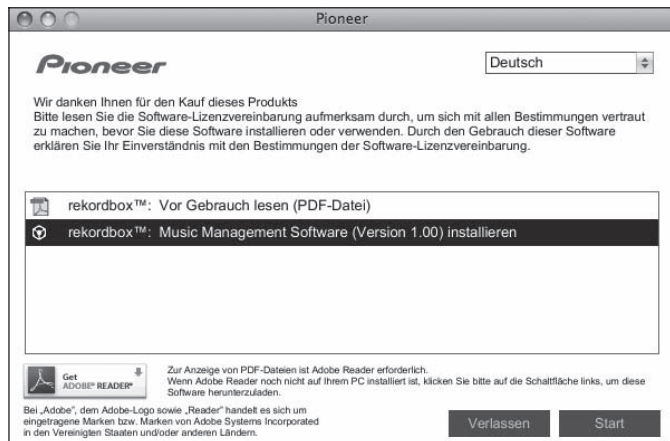 Pioneer
Pioneer
Deutsch
Wir danken Ihnen für den Kauf dieses Produkts
Bitte lesen Sie die Software-Lizenzvereinbarung aufmerksam durch, um sich mit allen Bestimmungen vertraut
zu machen, bevor Sie diese Software installieren oder verwenden. Durch den Gebrauch dieser Software
erklären Sie Ihr Einverständnis mit den Bestimmungen der Software-Lizenzvereinbarung.
rekordbox™: Vor Gebrauch lesen (PDF-Datei)
rekordbox™: Music Management Software (Version 1.00) installieren
Get
ADOBE® READER®
Zur Anzeige von PDF-Dateien ist Adobe Reader erforderlich.
Wenn Adobe Reader noch nicht auf Ihrem PC installiert ist, klicken Sie bitte auf die Schaltfläche links, um diese
Software herunterzuladen.
Bei „Adobe", dem Adobe-Logo sowie „Reader" handelt es sich um
eingetragene Marken bzw. Marken von Adobe Systems Incorporated
in den Vereinigten Staaten und/oder anderen Ländern.
Verlassen
Start